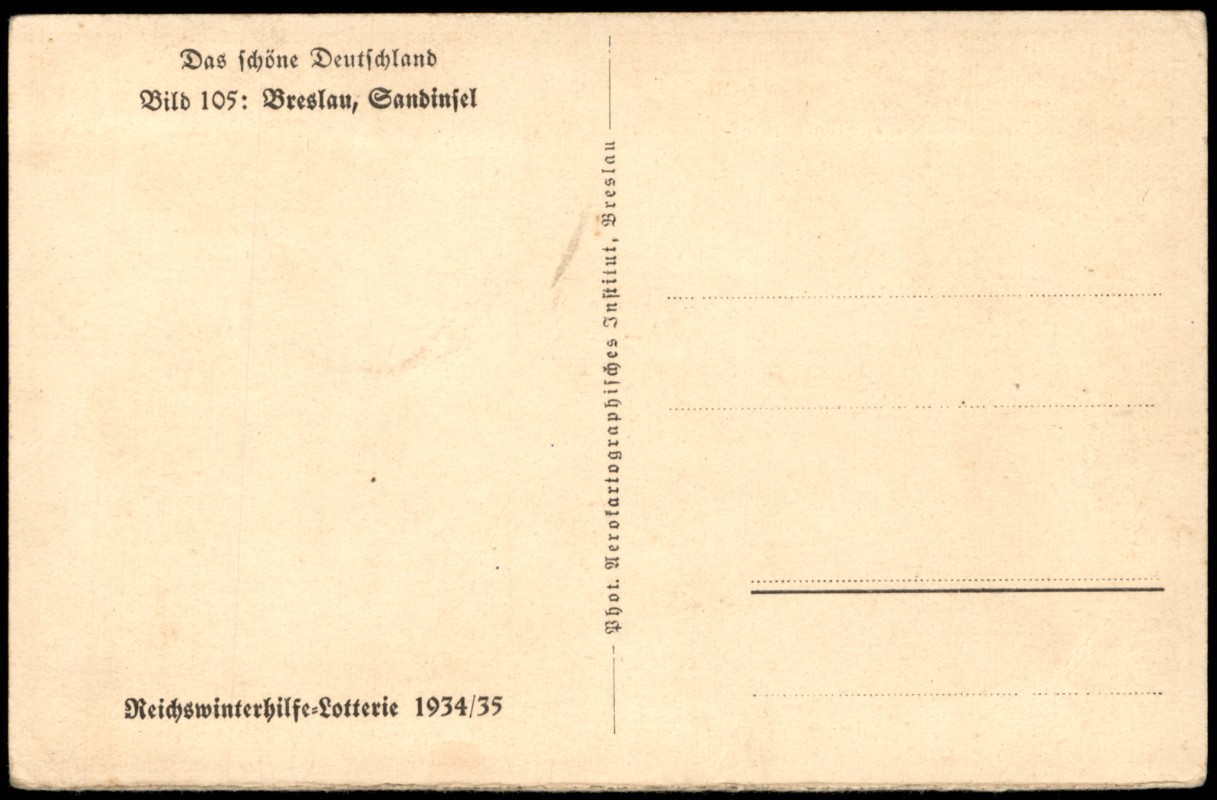 Das schöne Deutschland
Bild 105: Breslau, Sandinsel
Phot. Aerokartographisches Institut, Breslau
Reichswinterhilfe-Lotterie 1934/35